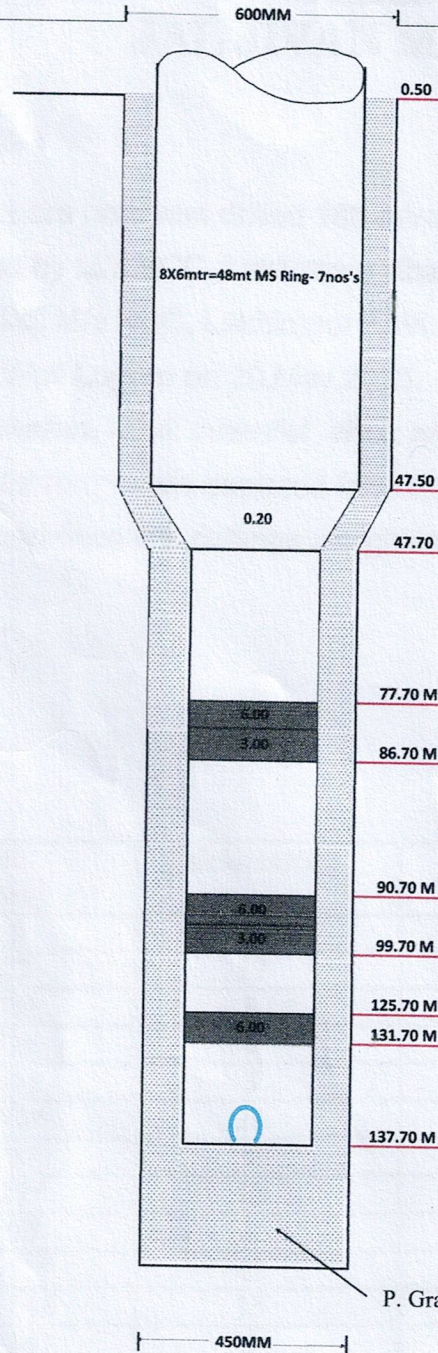 600MM
0.50
8X6mtr=48mt MS Ring- 7nos's
47.50
0.20
47.70
77.70 M
6.00
3.00
86.70 M
90.70 M
6.00
3.00
99.70 M
125.70 M
6.00
131.70 M
137.70 M
P. Gra
450MM